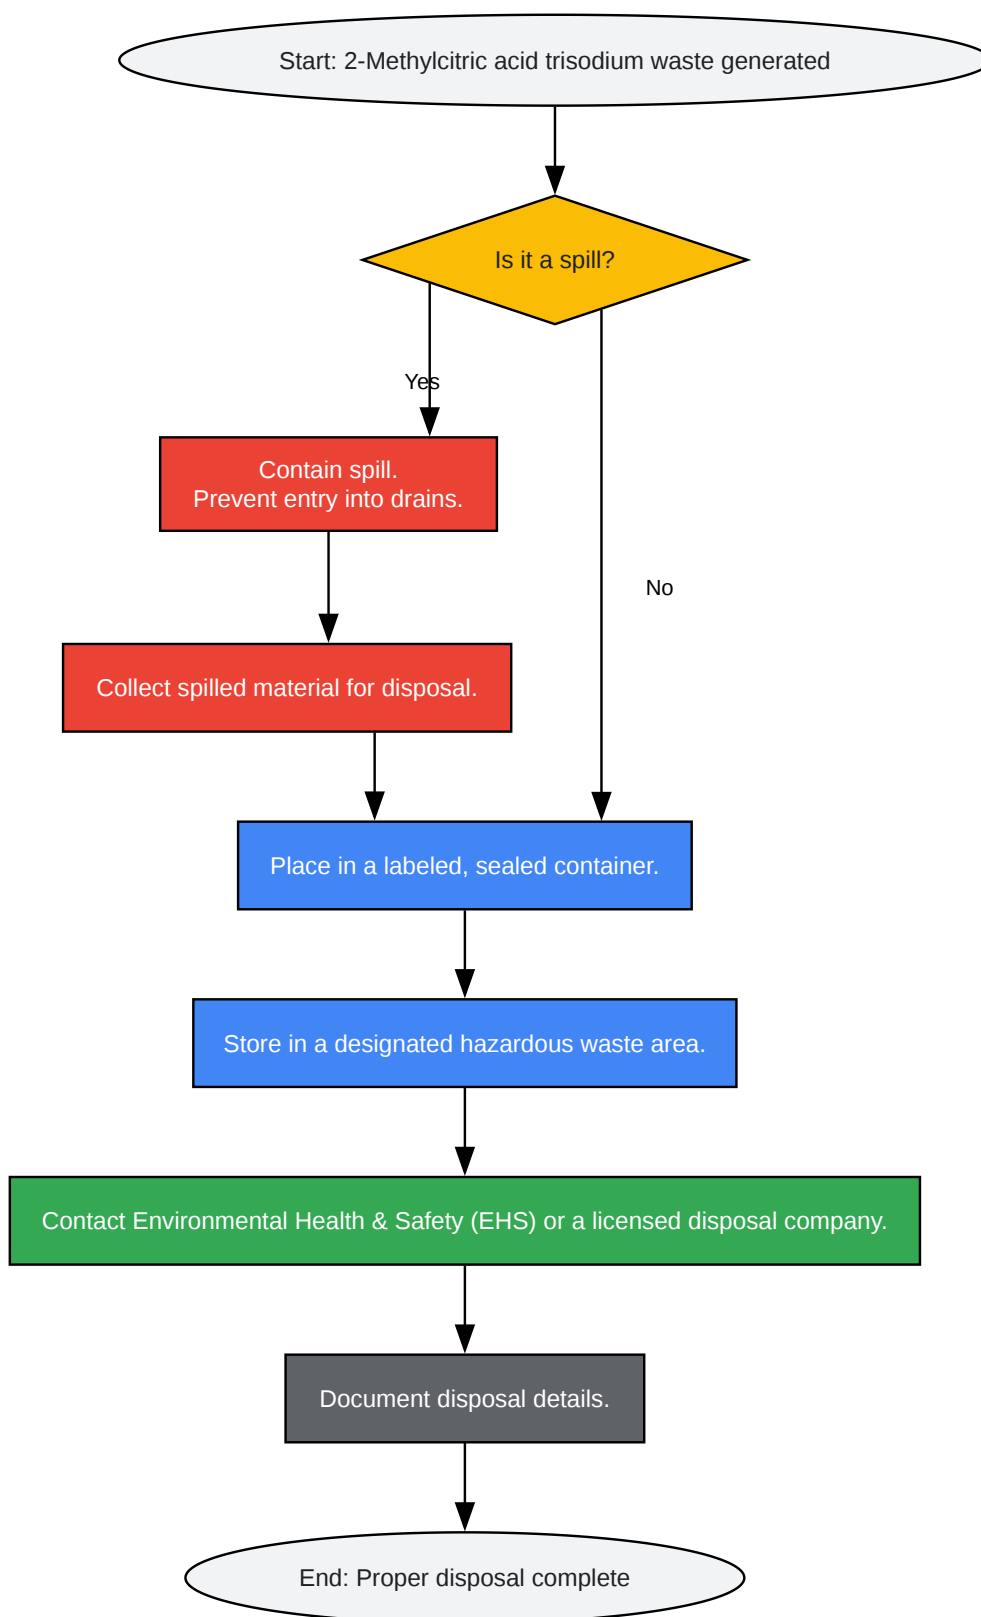 Start: 2-Methylcitric acid trisodium waste generated
Is it a spill?
Yes
Contain spill.
Prevent entry into drains.
No
Collect spilled material for disposal.
Place in a labeled, sealed container.
Store in a designated hazardous waste area.
Contact Environmental Health & Safety (EHS) or a licensed disposal company.
Document disposal details.
End: Proper disposal complete